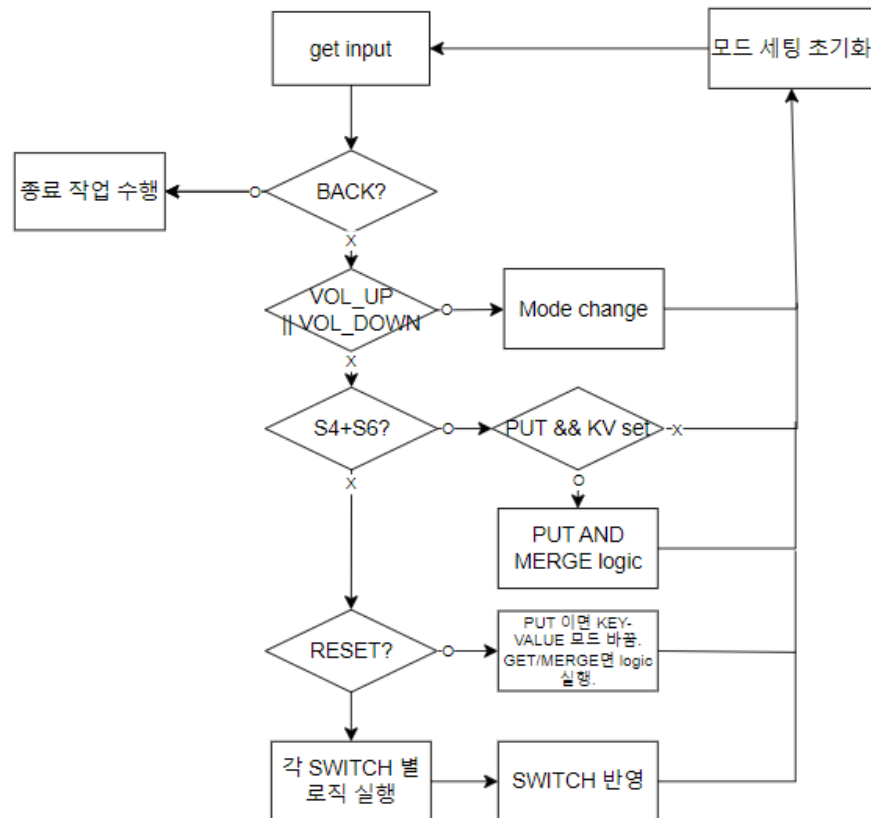 get input
모드 세팅 초기화
종료 작업 수행
O
BACK?
X
VOL_UP
|| VOL_DOWN
O
Mode change
X
S4+S6?
O
PUT && KV set
X
X
O
PUT AND
MERGE logic
RESET?
O
PUT 이면 KEY-
VALUE 모드 바꿈.
GET/MERGE면 logic
실행.
각 SWITCH 별
로직 실행
SWITCH 반영